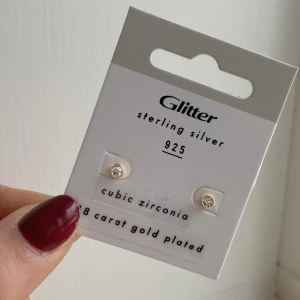 Glitter
sterling silver
925
cubic zirconia
8 carat gold plated